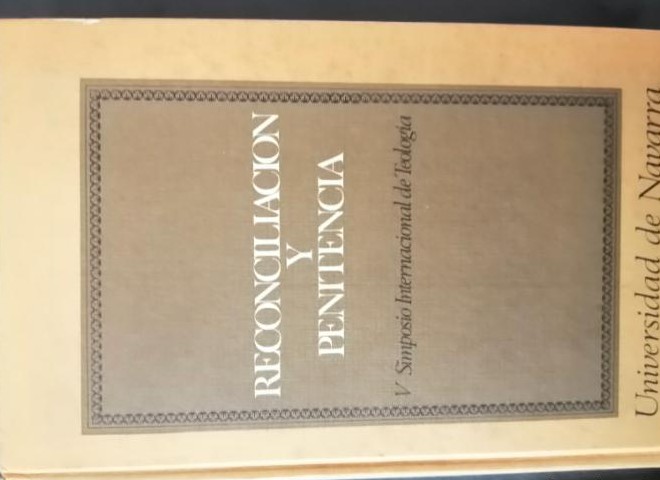 RECONCILIACION
Y
PENITENCIA
V Simposio Internacional de Teología
Universidad de Navarra